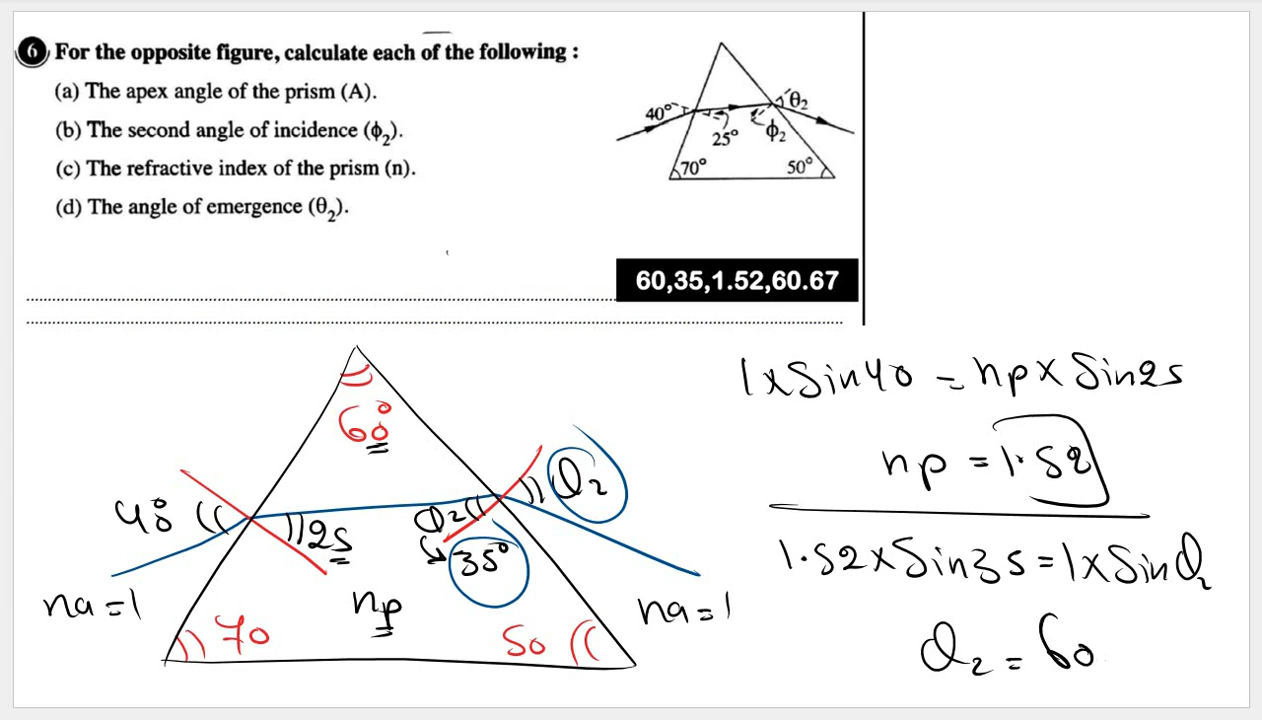 6 For the opposite figure, calculate each of the following :
(a) The apex angle of the prism (A).
(b) The second angle of incidence (ϕ₂).
(c) The refractive index of the prism (n).
(d) The angle of emergence (θ₂).
40°
θ₂
25°
ϕ₂
70°
50°
60,35,1.52,60.67
60°
40°
25
ϕ₂
35°
θ₂
na=1
np
na=1
70
50
1×Sin40 = np×Sin25
np = 1.52
1.52×Sin35=1×Sinθ₂
θ₂ = 60